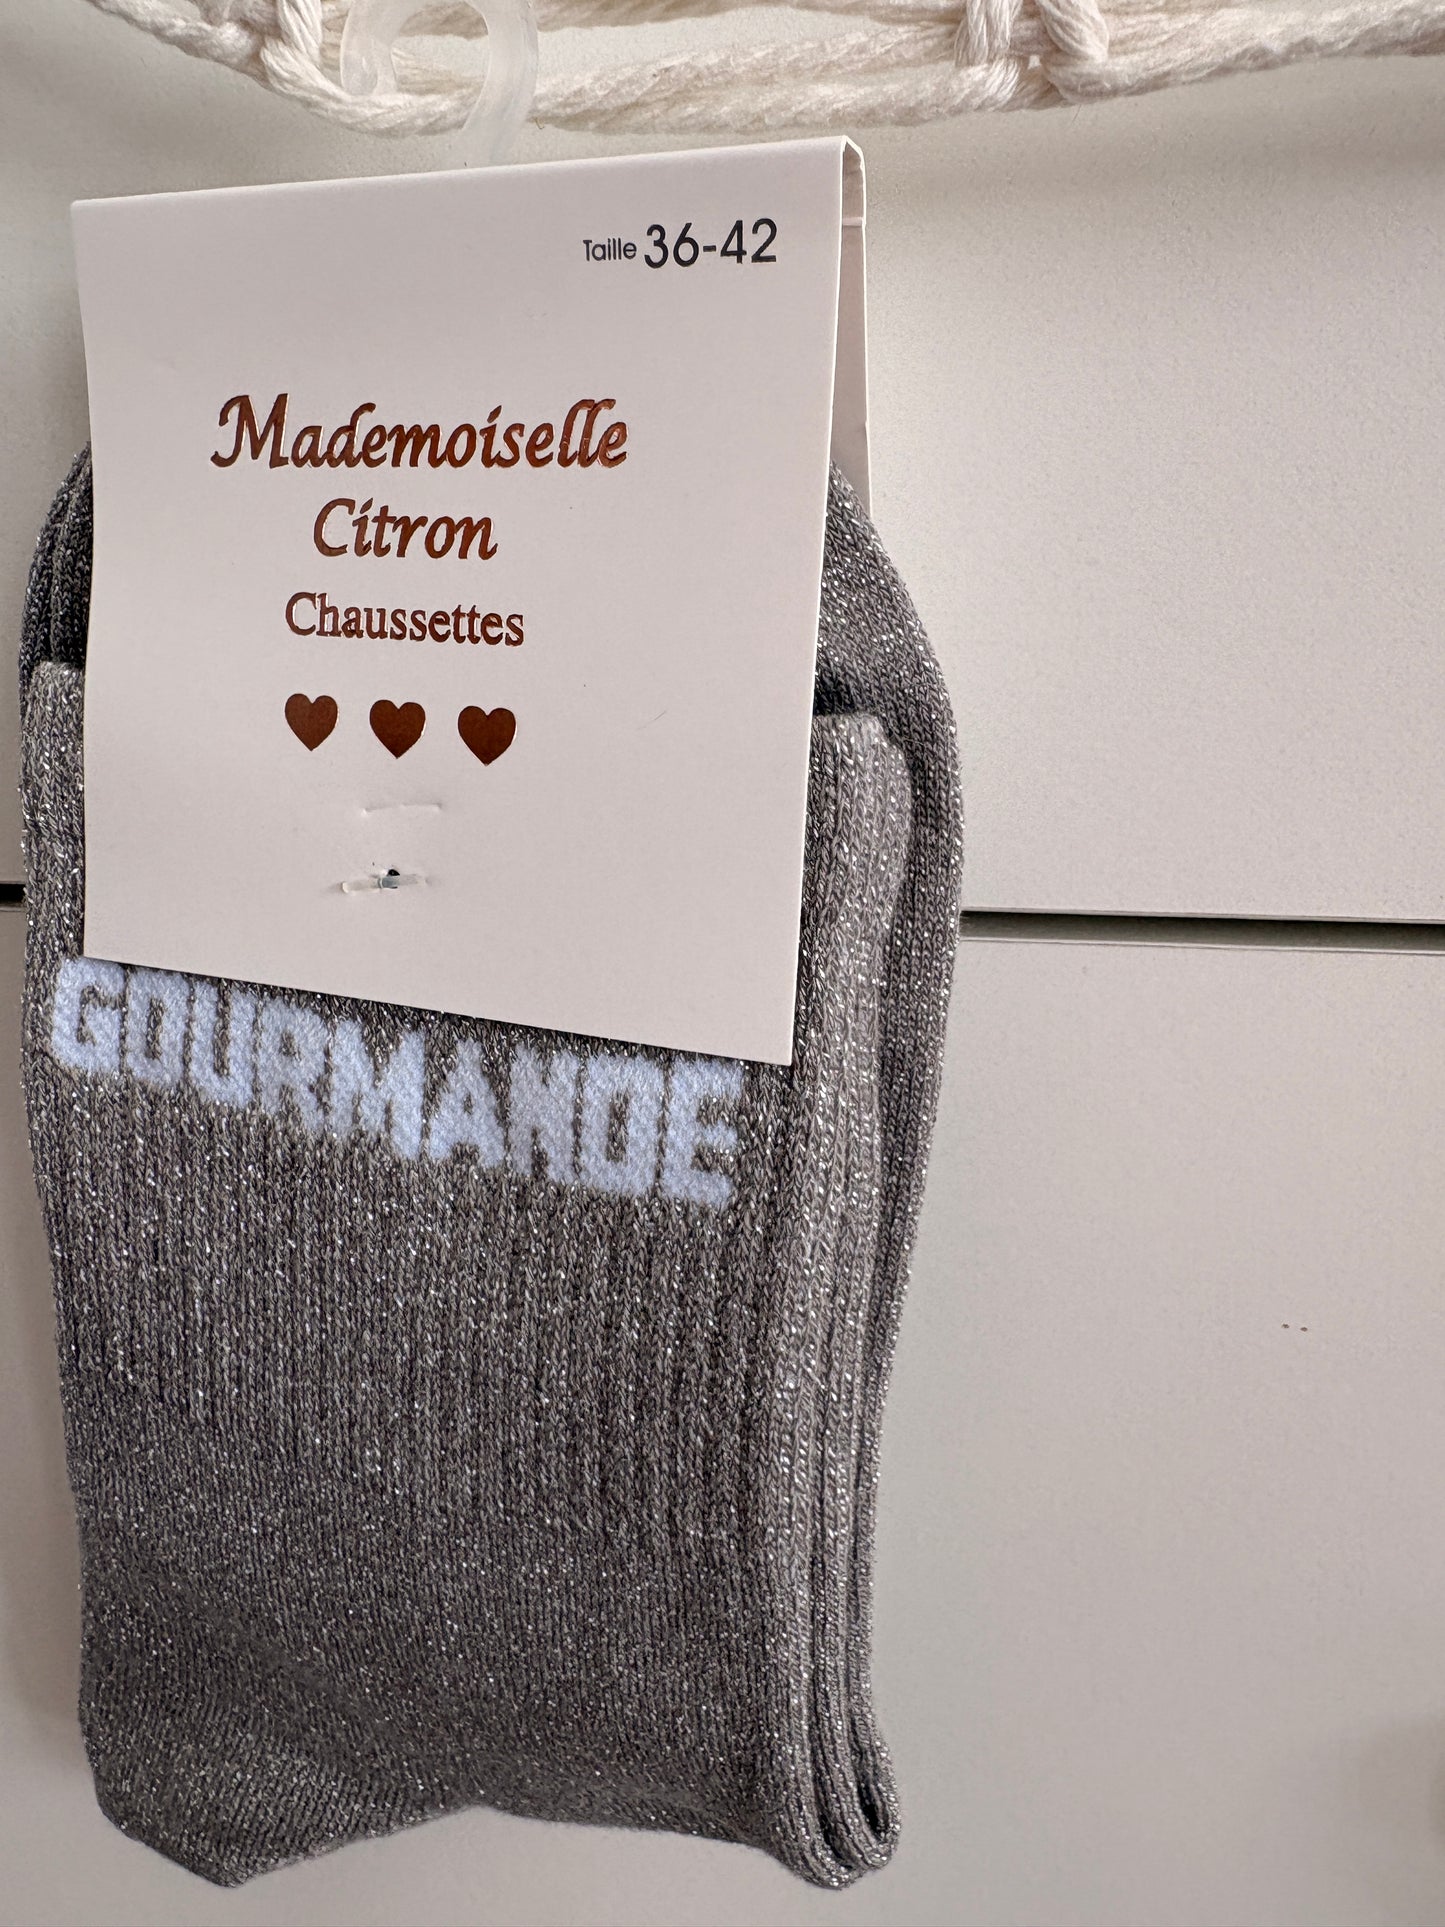 Taille 36-42
Mademoiselle
Citron
Chaussettes
GOURMANDE